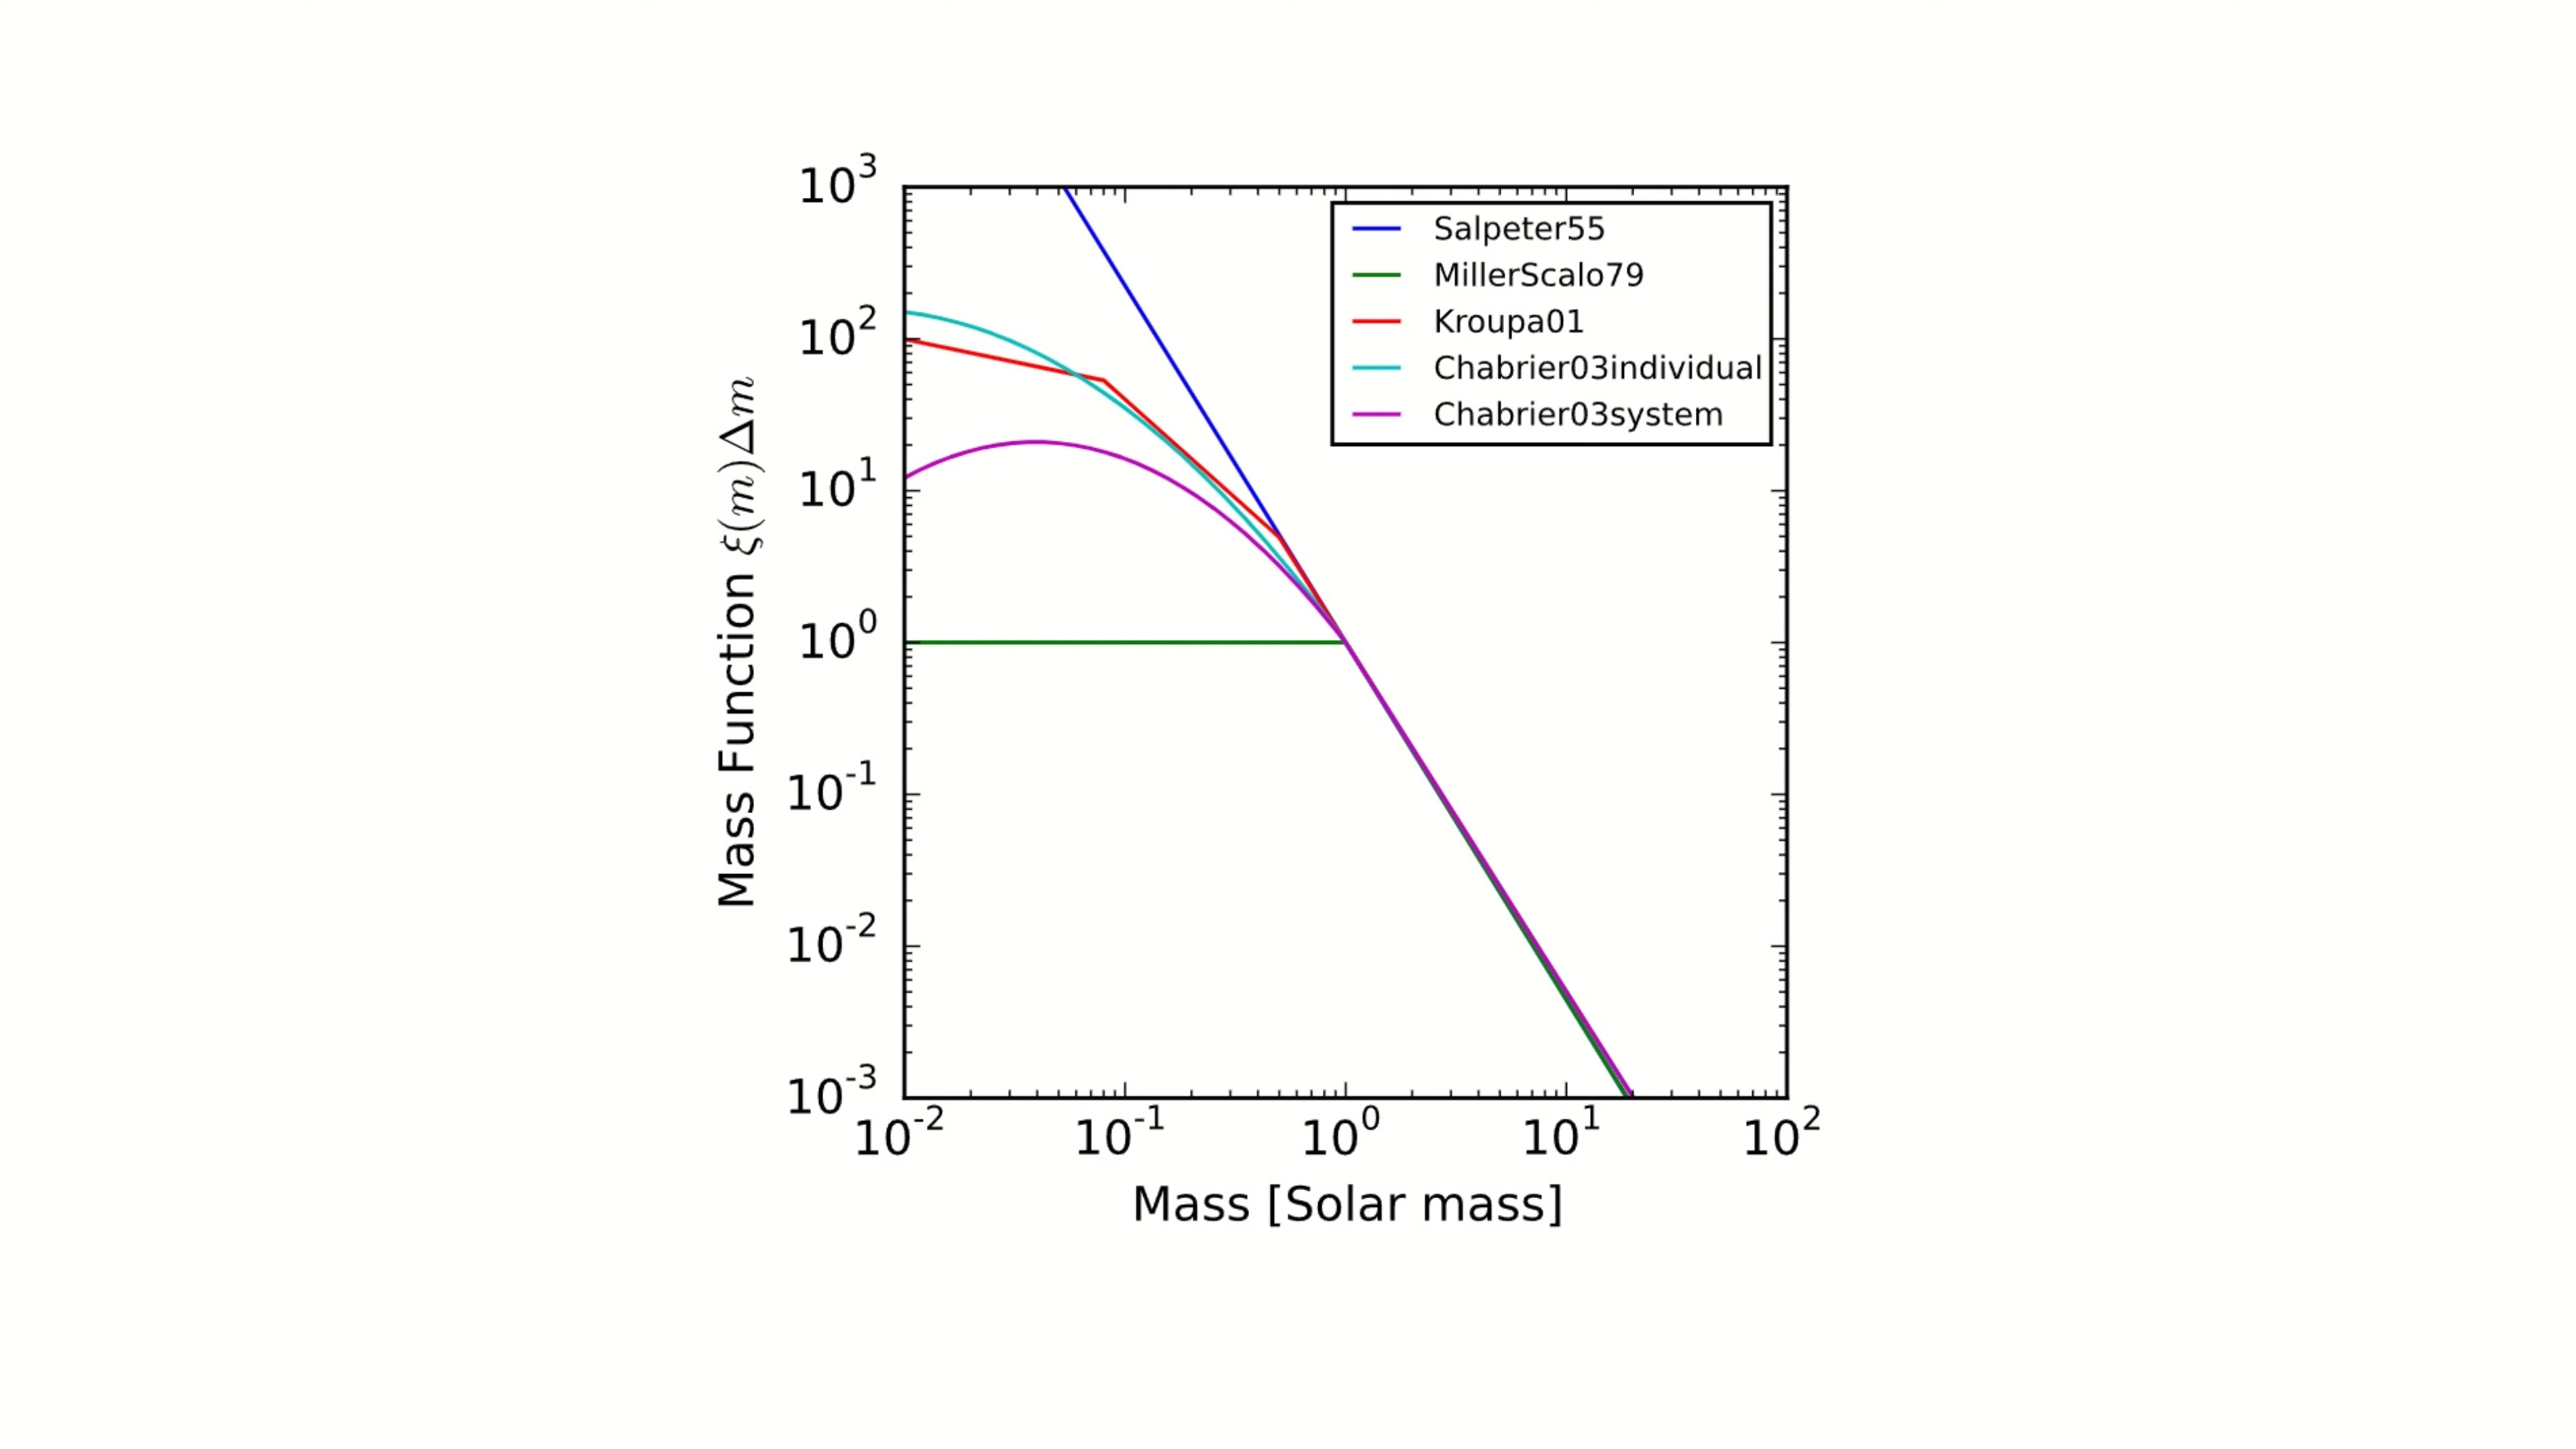 10^3
10^2
10^1
10^0
10^-1
10^-2
10^-3
Mass Function ξ(m)Δm
Salpeter55
MillerScalo79
Kroupa01
Chabrier03individual
Chabrier03system
10^-2 10^-1 10^0 10^1 10^2
Mass [Solar mass]